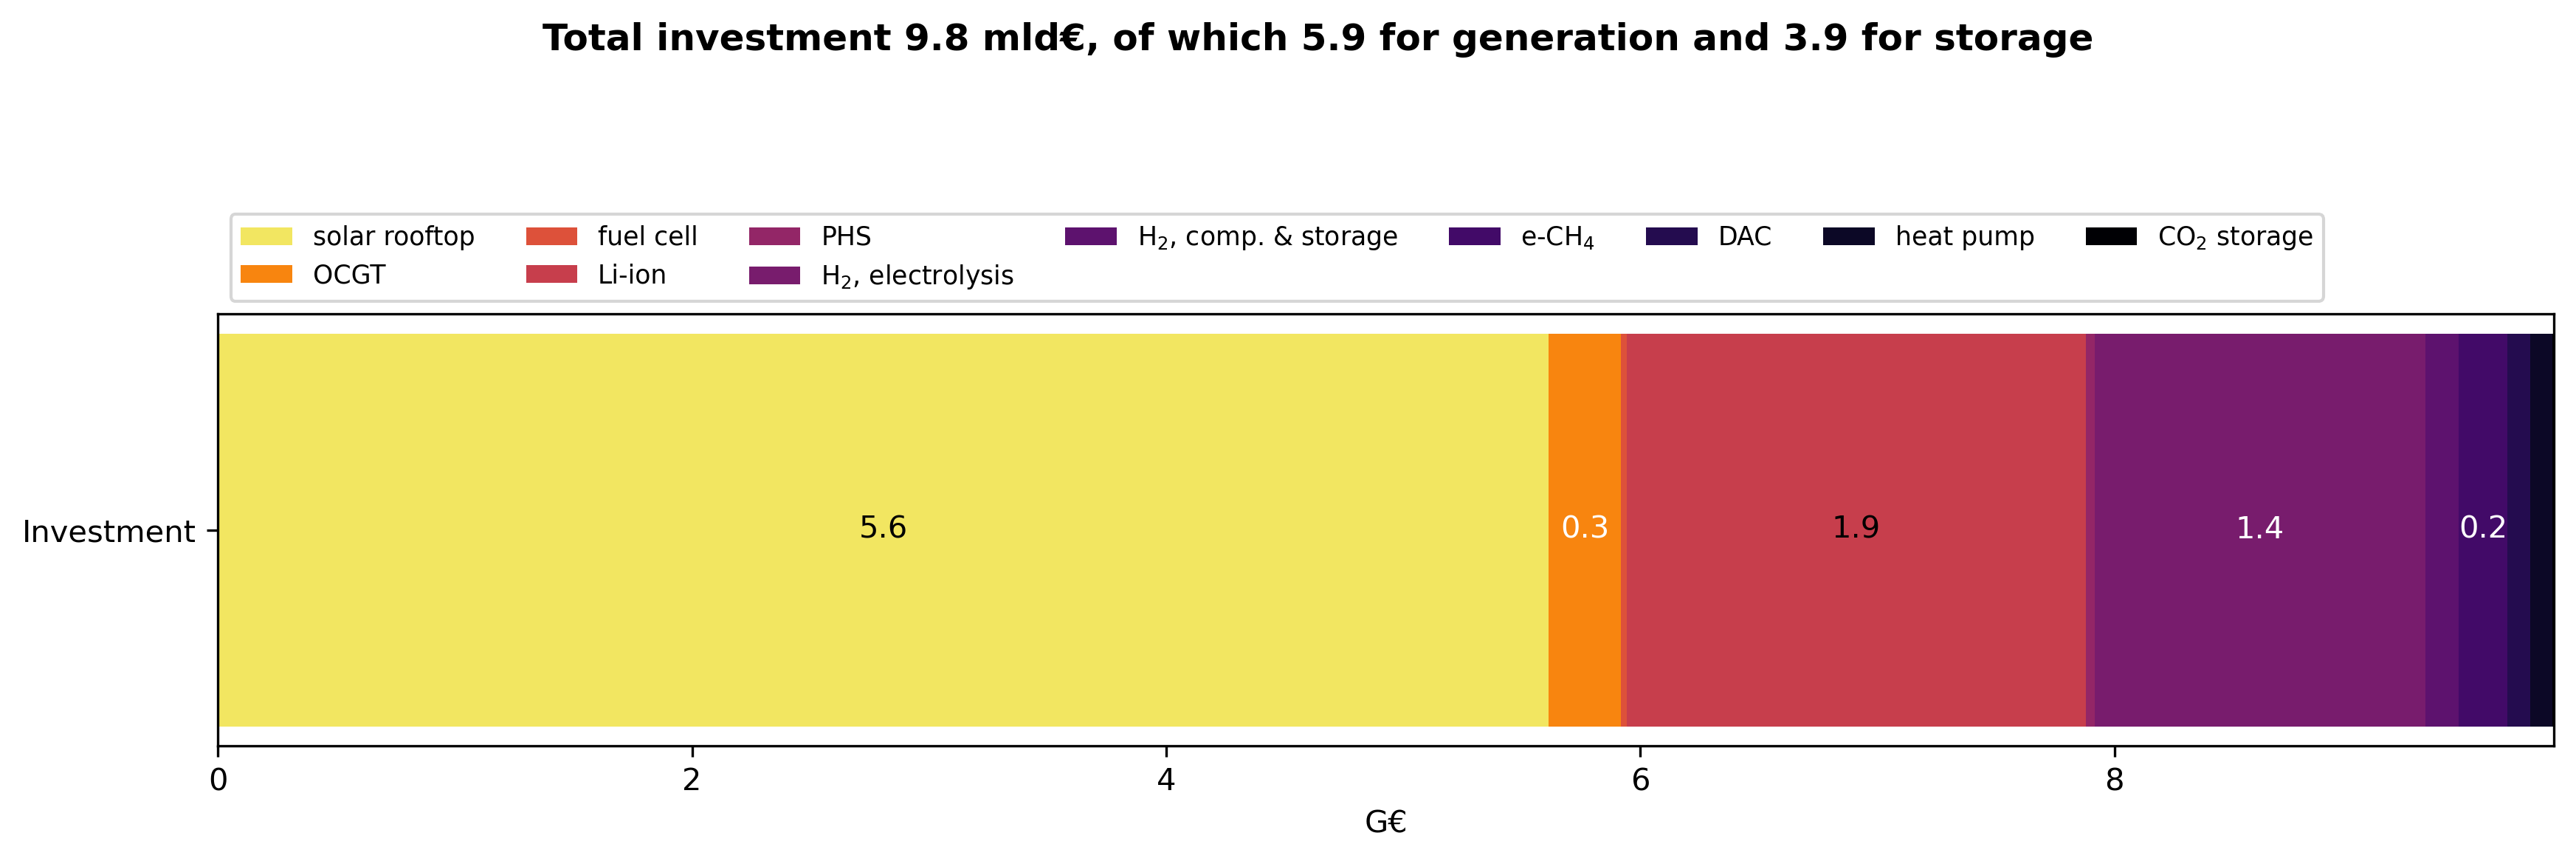 Total investment 9.8 mld€, of which 5.9 for generation and 3.9 for storage
solar rooftop fuel cell PHS H₂, comp. & storage e-CH₄ DAC heat pump CO₂ storage
OCGT Li-ion H₂, electrolysis
Investment 5.6 0.3 1.9 1.4 0.2
0 2 4 6 8
G€